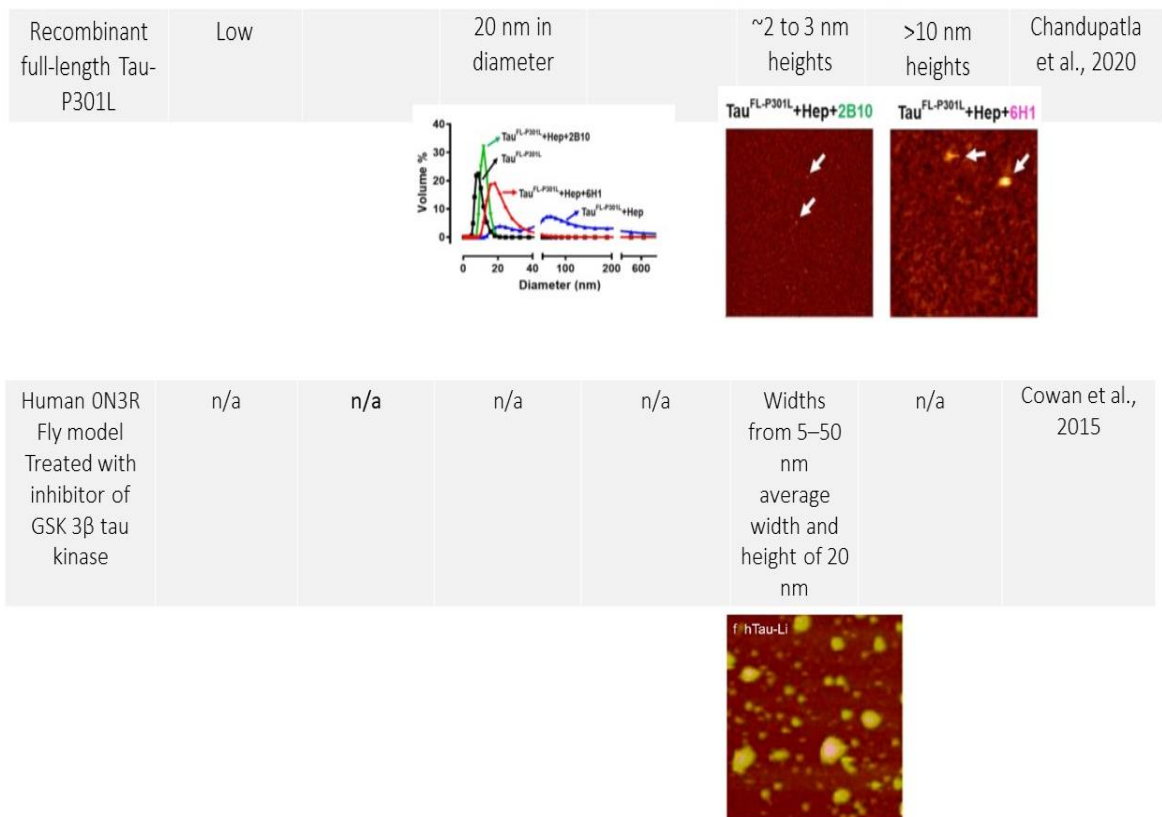 Recombinant
full-length Tau-
P301L
Low
20 nm in
diameter
~2 to 3 nm
heights
>10 nm
heights
Chandupatla
et al., 2020
40
30
20
10
0
Volume %
Tau^FL-P301L+Hep+2B10
Tau^FL-P301L
Tau^FL-P301L+Hep+6H1
Tau^FL-P301L+Hep
0 20 40 100 200 600
Diameter (nm)
Tau^FL-P301L+Hep+2B10
Tau^FL-P301L+Hep+6H1
Human 0N3R
Fly model
Treated with
inhibitor of
GSK 3β tau
kinase
n/a
n/a
n/a
n/a
Widths
from 5–50
nm
average
width and
height of 20
nm
n/a
Cowan et al.,
2015
hTau-Li